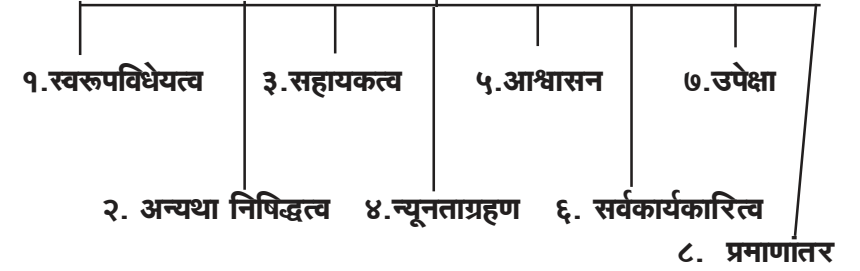 १.स्वरूपविधेयत्व ३.सहायकत्व ५.आश्वासन ७.उपेक्षा
२. अन्यथा निषिद्धत्व ४.न्यूनताग्रहण ६. सर्वकार्यकारित्व
८. प्रमाणांतर